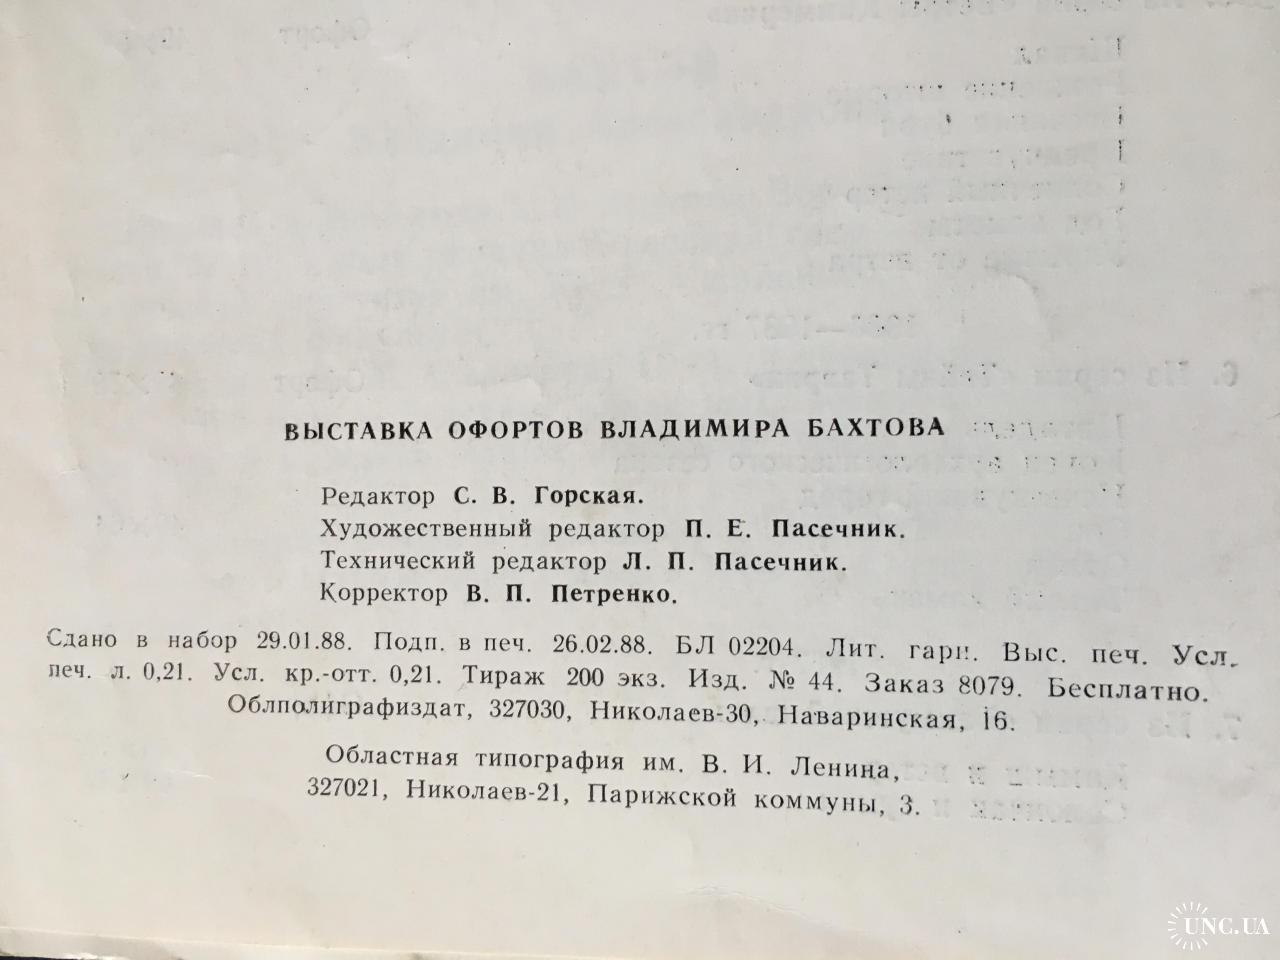 ВЫСТАВКА ОФОРТОВ ВЛАДИМИРА БАХТОВА
Редактор С. В. Горская.
Художественный редактор П. Е. Пасечник.
Технический редактор Л. П. Пасечник.
Корректор В. П. Петренко.
Сдано в набор 29.01.88. Подп. в печ. 26.02.88. БЛ 02204. Лит. гарн. Выс. печ. Усл.
печ. л. 0,21. Усл. кр.-отт. 0,21. Тираж 200 экз. Изд. № 44. Заказ 8079. Бесплатно.
Облполиграфиздат, 327030, Николаев-30, Наваринская, 16.
Областная типография им. В. И. Ленина,
327021, Николаев-21, Парижской коммуны, 3.
UNC.UA